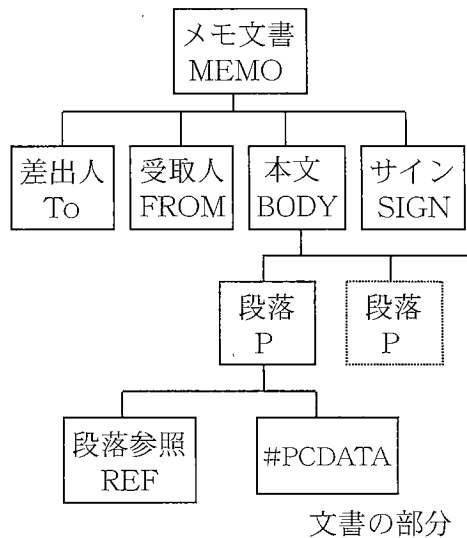 メモ文書
MEMO
差出人
To
受取人
FROM
本文
BODY
サイン
SIGN
段落
P
段落
P
段落参照
REF
#PCDATA
文書の部分